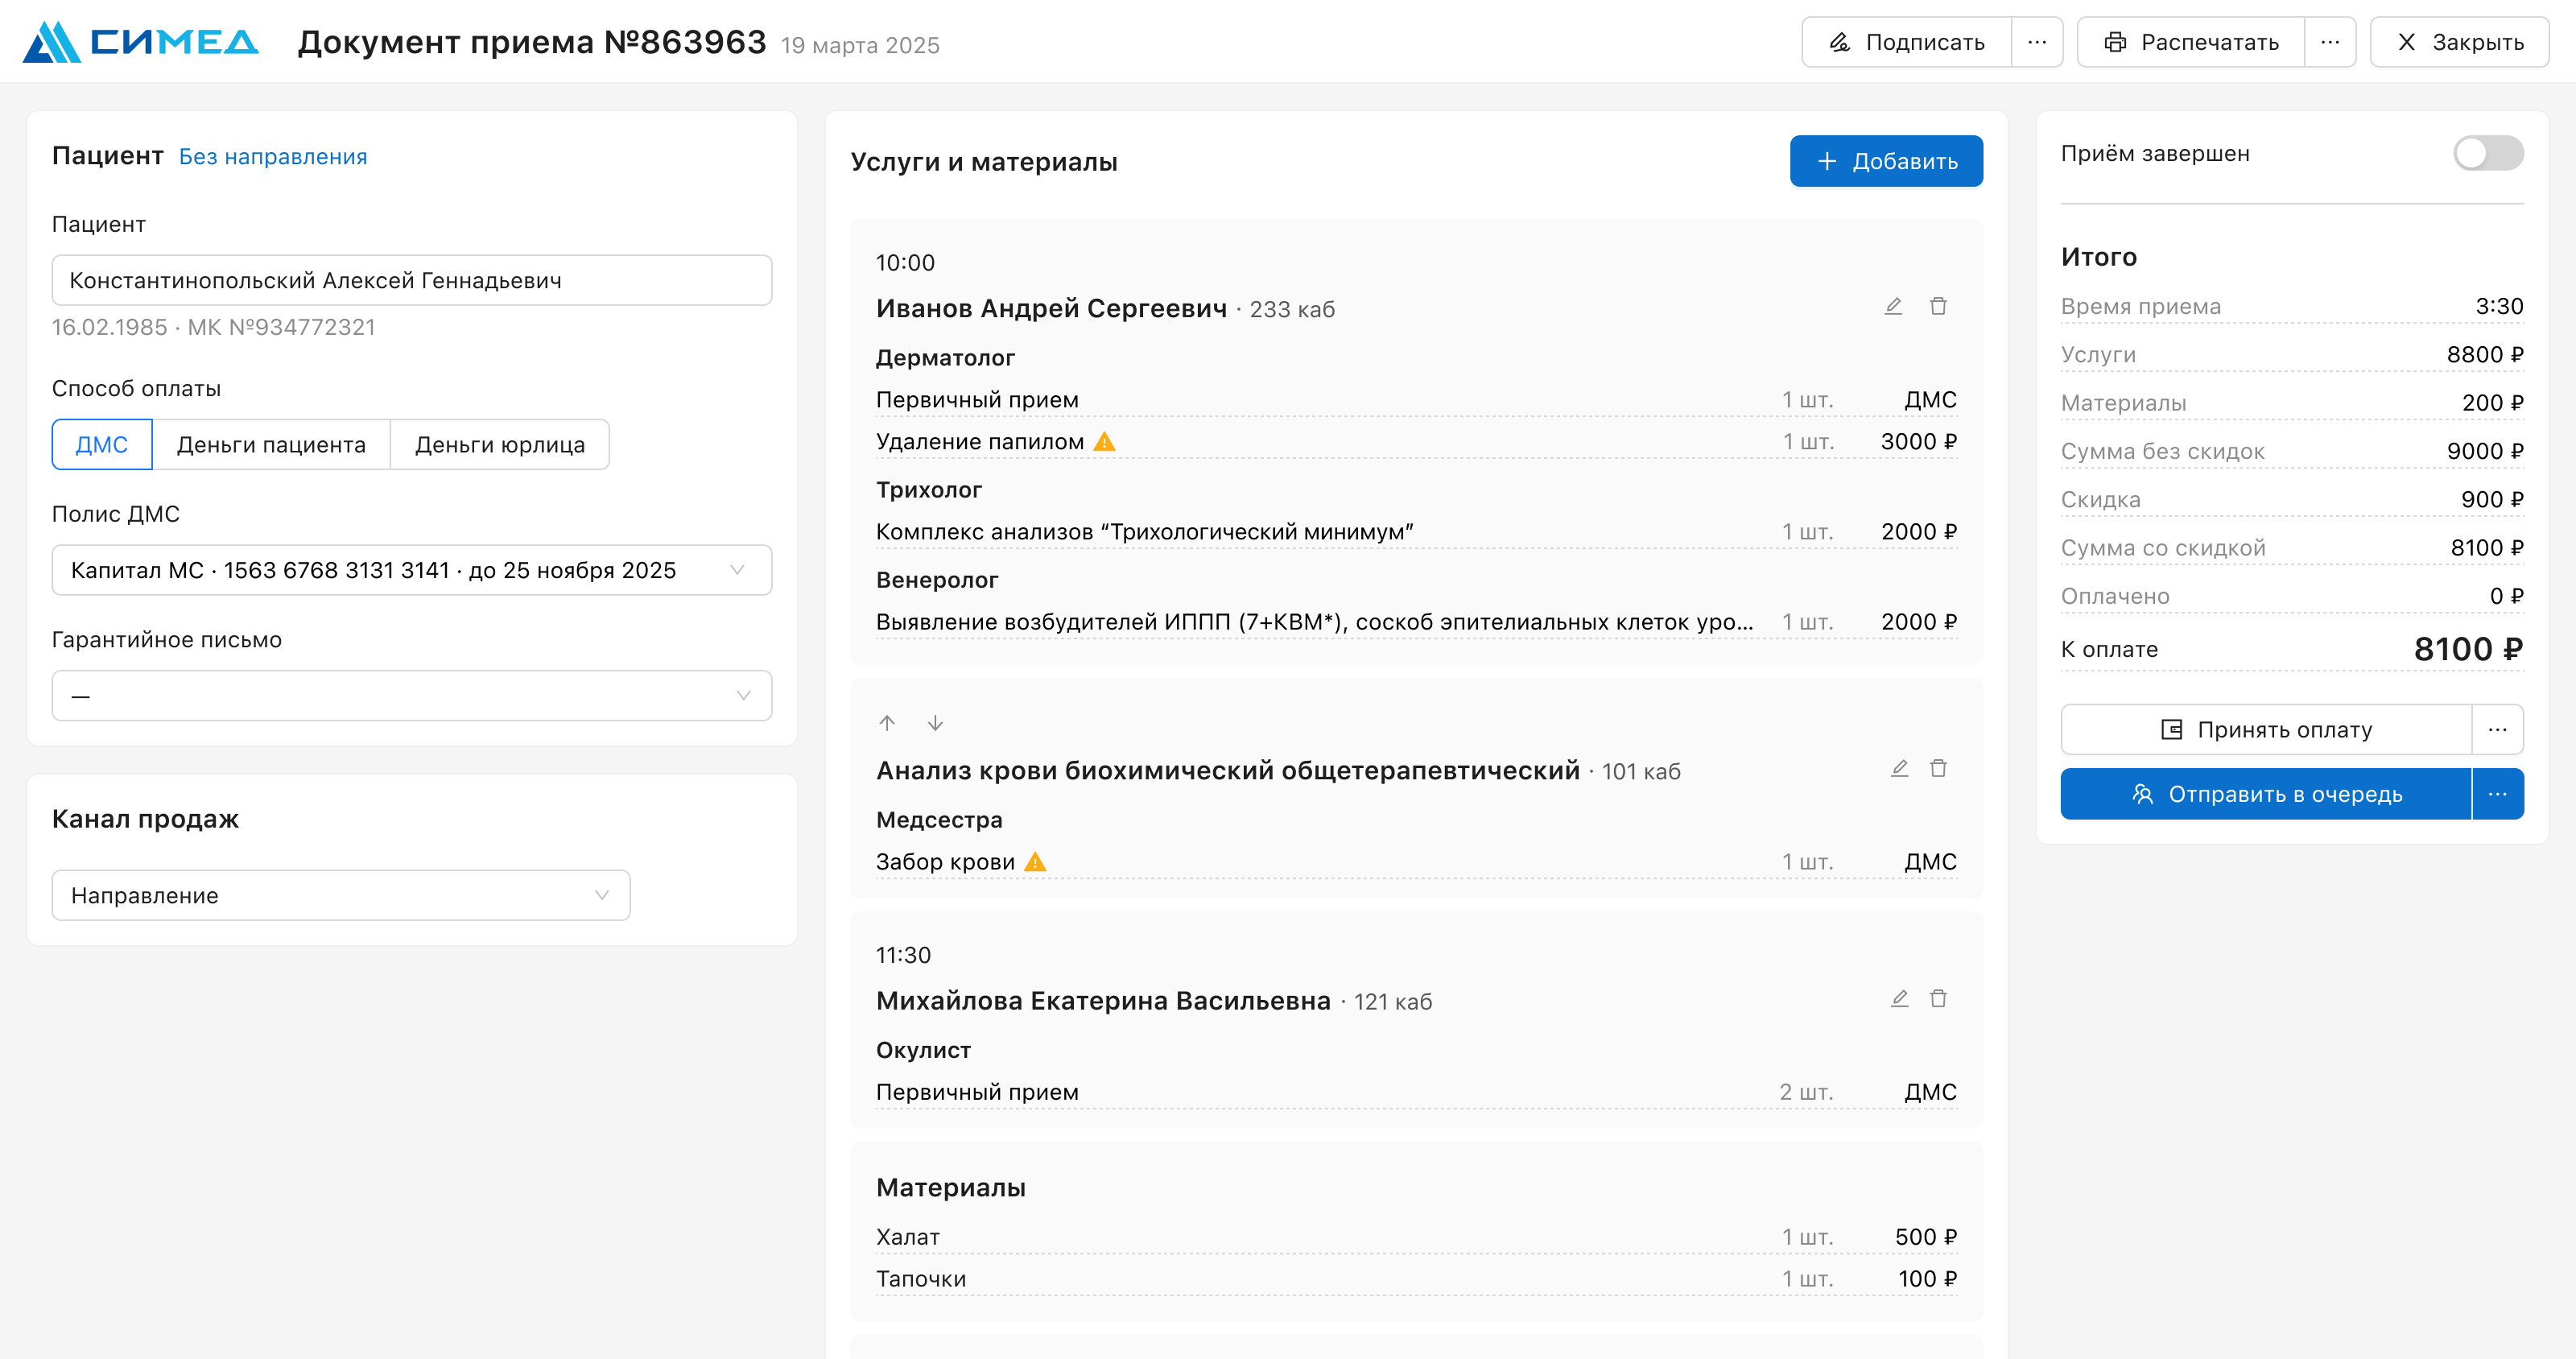 СИМЕД
Документ приема №863963 19 марта 2025
Подписать ···
Распечатать ···
Закрыть
Пациент Без направления
Пациент
Константинопольский Алексей Геннадьевич
16.02.1985 · МК №934772321
Способ оплаты
ДМС Деньги пациента Деньги юрлица
Полис ДМС
Капитал МС · 1563 6768 3131 3141 · до 25 ноября 2025
Гарантийное письмо
—
Канал продаж
Направление
Услуги и материалы
+ Добавить
10:00
Иванов Андрей Сергеевич · 233 каб
Дерматолог
Первичный прием 1 шт. ДМС
Удаление папилом 1 шт. 3000 ₽
Трихолог
Комплекс анализов “Трихологический минимум” 1 шт. 2000 ₽
Венеролог
Выявление возбудителей ИППП (7+КВМ*), соскоб эпителиальных клеток уро... 1 шт. 2000 ₽
Анализ крови биохимический общетерапевтический · 101 каб
Медсестра
Забор крови 1 шт. ДМС
11:30
Михайлова Екатерина Васильевна · 121 каб
Окулист
Первичный прием 2 шт. ДМС
Материалы
Халат 1 шт. 500 ₽
Тапочки 1 шт. 100 ₽
Приём завершен
Итого
Время приема 3:30
Услуги 8800 ₽
Материалы 200 ₽
Сумма без скидок 9000 ₽
Скидка 900 ₽
Сумма со скидкой 8100 ₽
Оплачено 0 ₽
К оплате 8100 ₽
Принять оплату ···
Отправить в очередь ···